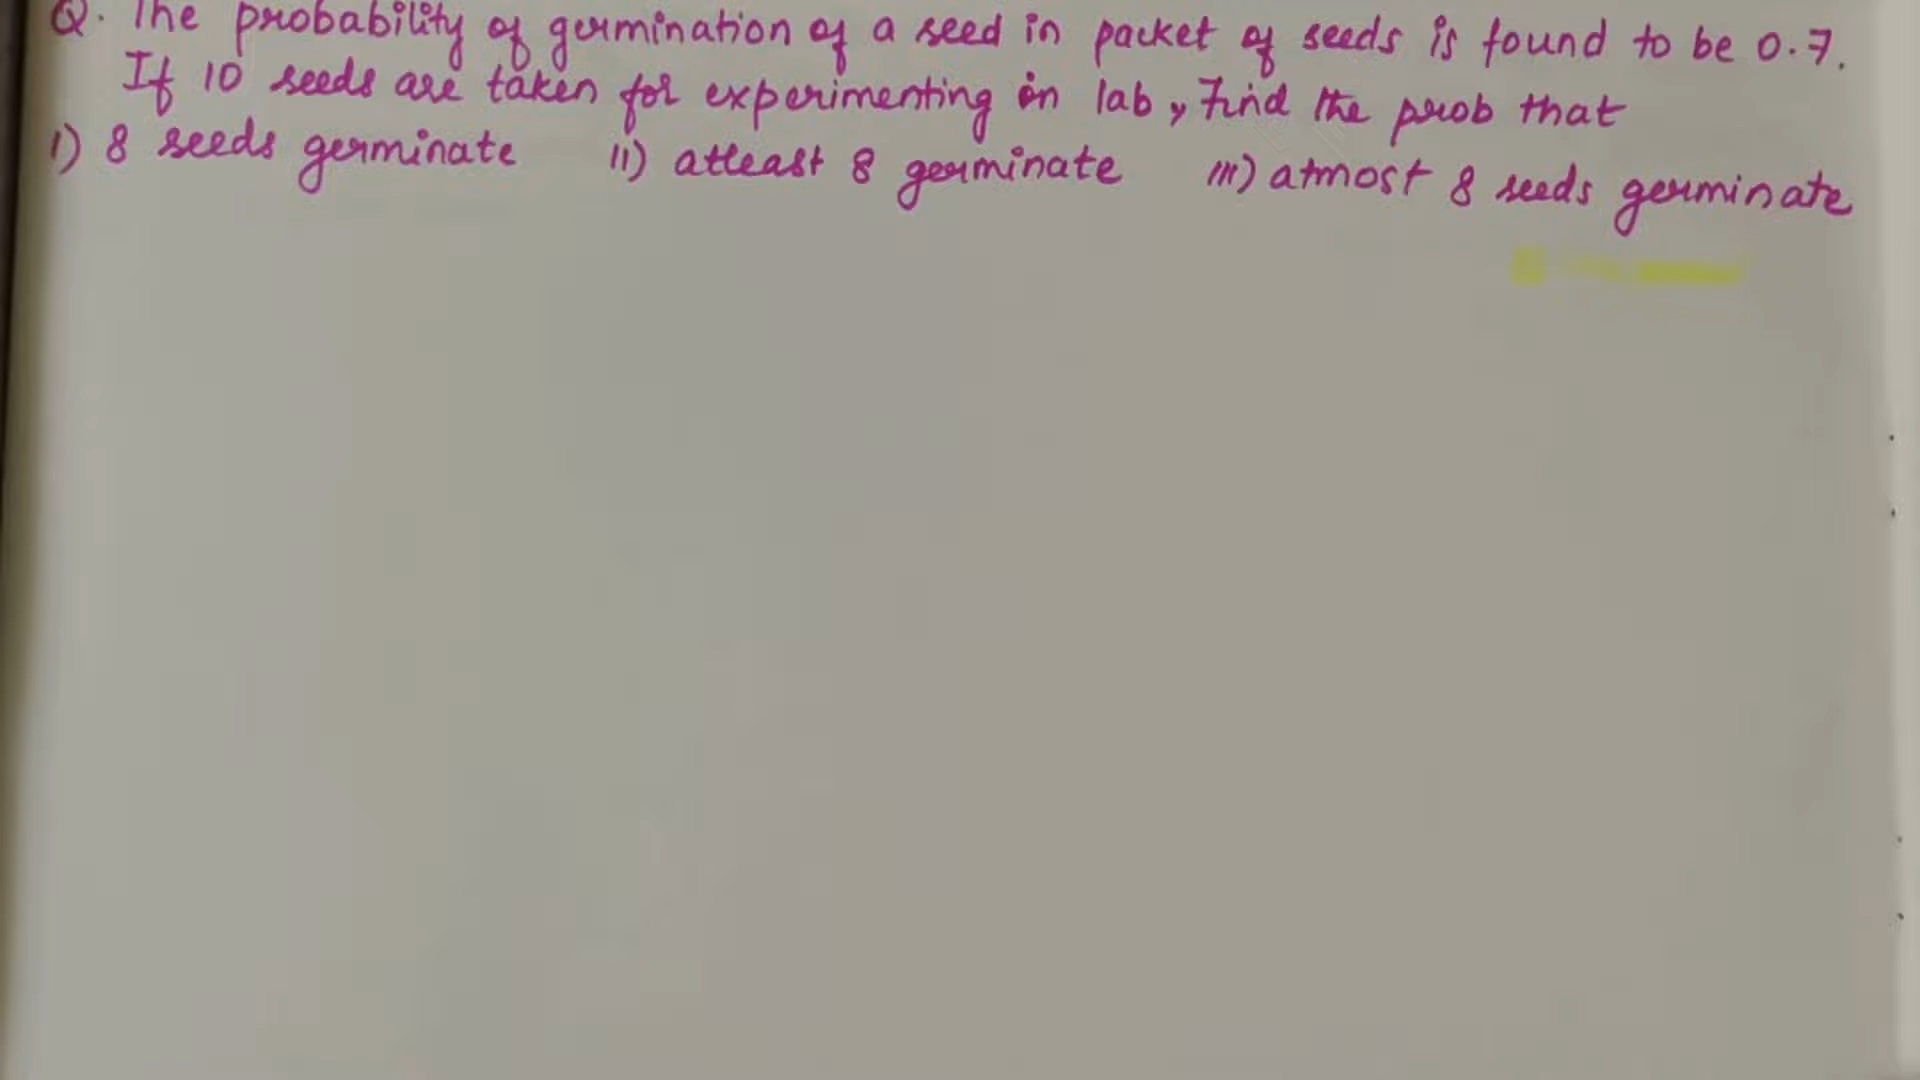 Q. The probability of germination of a seed in packet of seeds is found to be 0.7.
If 10 seeds are taken for experimenting in lab, Find the prob that
i) 8 seeds germinate ii) atleast 8 germinate iii) atmost 8 seeds germinate